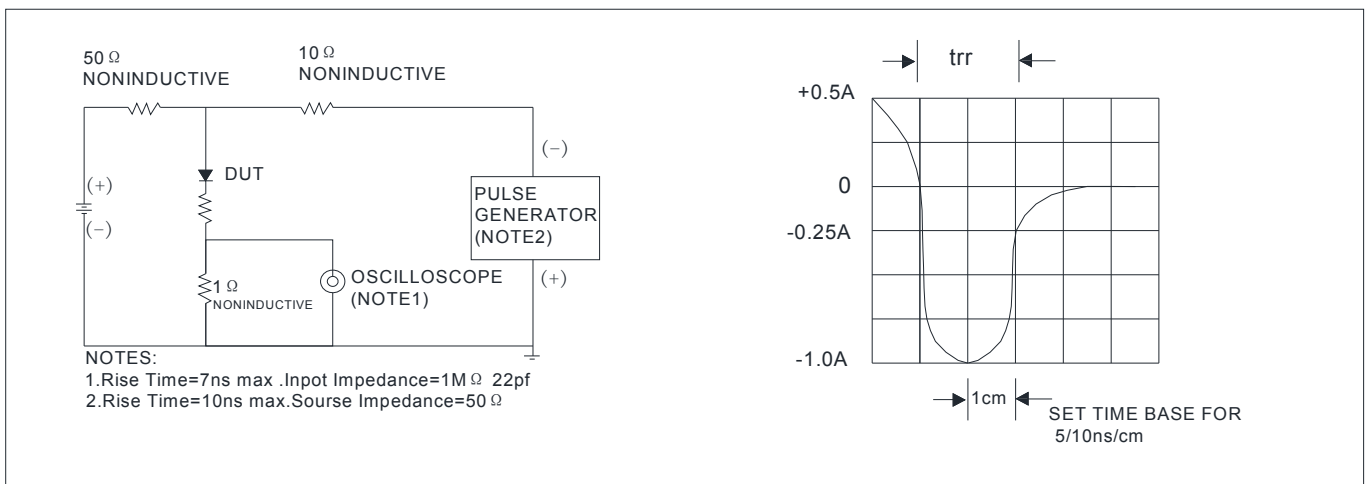 50 Ω
NONINDUCTIVE
10 Ω
NONINDUCTIVE
(+)
(−)
DUT
1 Ω
NONINDUCTIVE
OSCILLOSCOPE
(NOTE1)
(−)
PULSE
GENERATOR
(NOTE2)
(+)
NOTES:
1.Rise Time=7ns max .Inpot Impedance=1M Ω 22pf
2.Rise Time=10ns max.Sourse Impedance=50 Ω
trr
+0.5A
0
-0.25A
-1.0A
1cm
SET TIME BASE FOR
5/10ns/cm